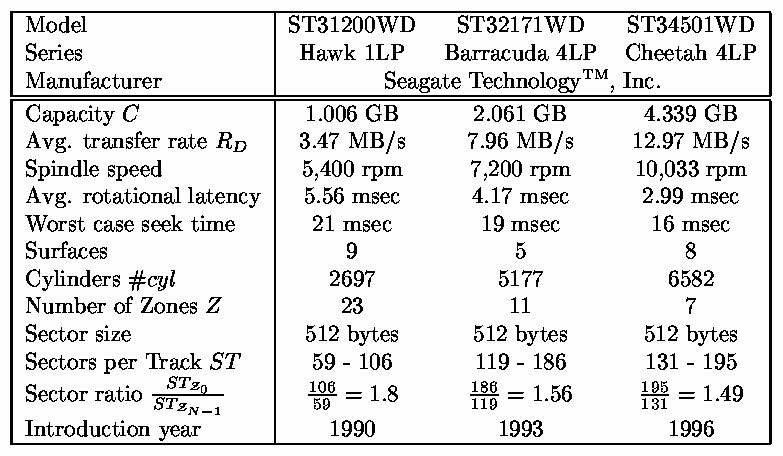 Model ST31200WD ST32171WD ST34501WD
Series Hawk 1LP Barracuda 4LP Cheetah 4LP
Manufacturer Seagate Technology™, Inc.
Capacity C 1.006 GB 2.061 GB 4.339 GB
Avg. transfer rate R_D 3.47 MB/s 7.96 MB/s 12.97 MB/s
Spindle speed 5,400 rpm 7,200 rpm 10,033 rpm
Avg. rotational latency 5.56 msec 4.17 msec 2.99 msec
Worst case seek time 21 msec 19 msec 16 msec
Surfaces 9 5 8
Cylinders #cyl 2697 5177 6582
Number of Zones Z 23 11 7
Sector size 512 bytes 512 bytes 512 bytes
Sectors per Track ST 59 - 106 119 - 186 131 - 195
Sector ratio ST_{Z_0}/ST_{Z_{N-1}} 106/59 = 1.8 186/119 = 1.56 195/131 = 1.49
Introduction year 1990 1993 1996